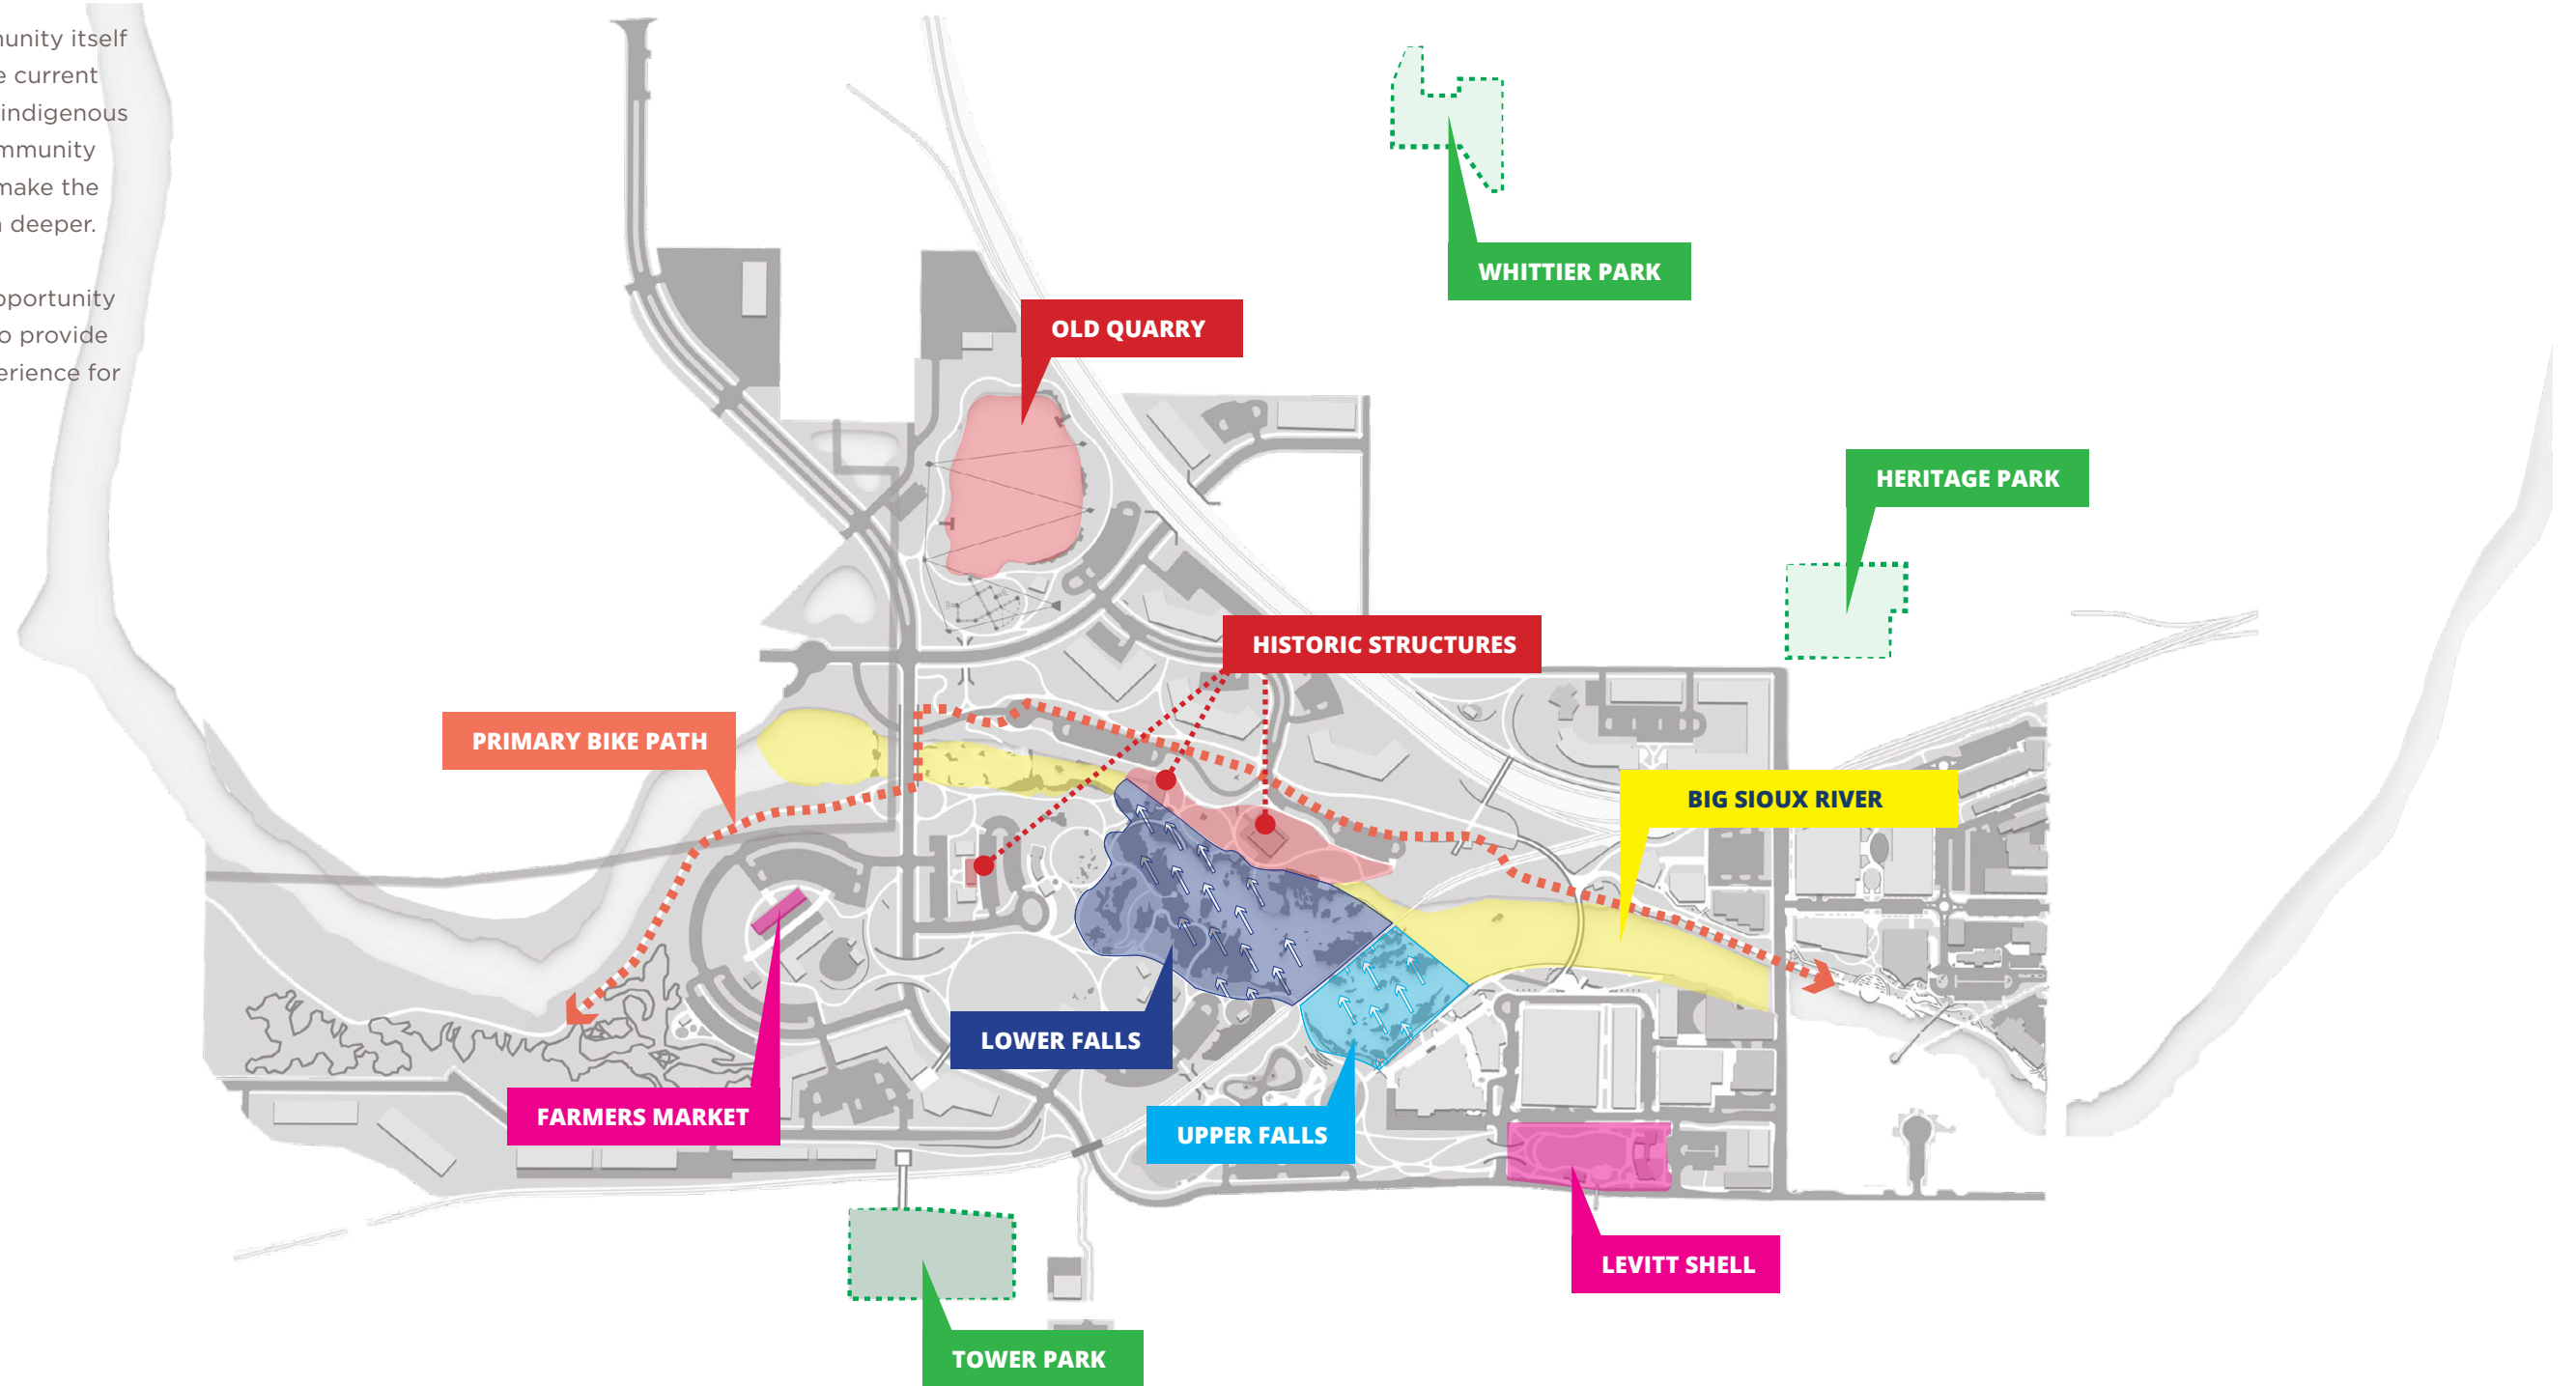 munity itself
e current
indigenous
mmunity
make the
n deeper.
pportunity
o provide
erience for
WHITTIER PARK
OLD QUARRY
HERITAGE PARK
HISTORIC STRUCTURES
PRIMARY BIKE PATH
BIG SIOUX RIVER
LOWER FALLS
FARMERS MARKET
UPPER FALLS
LEVITT SHELL
TOWER PARK